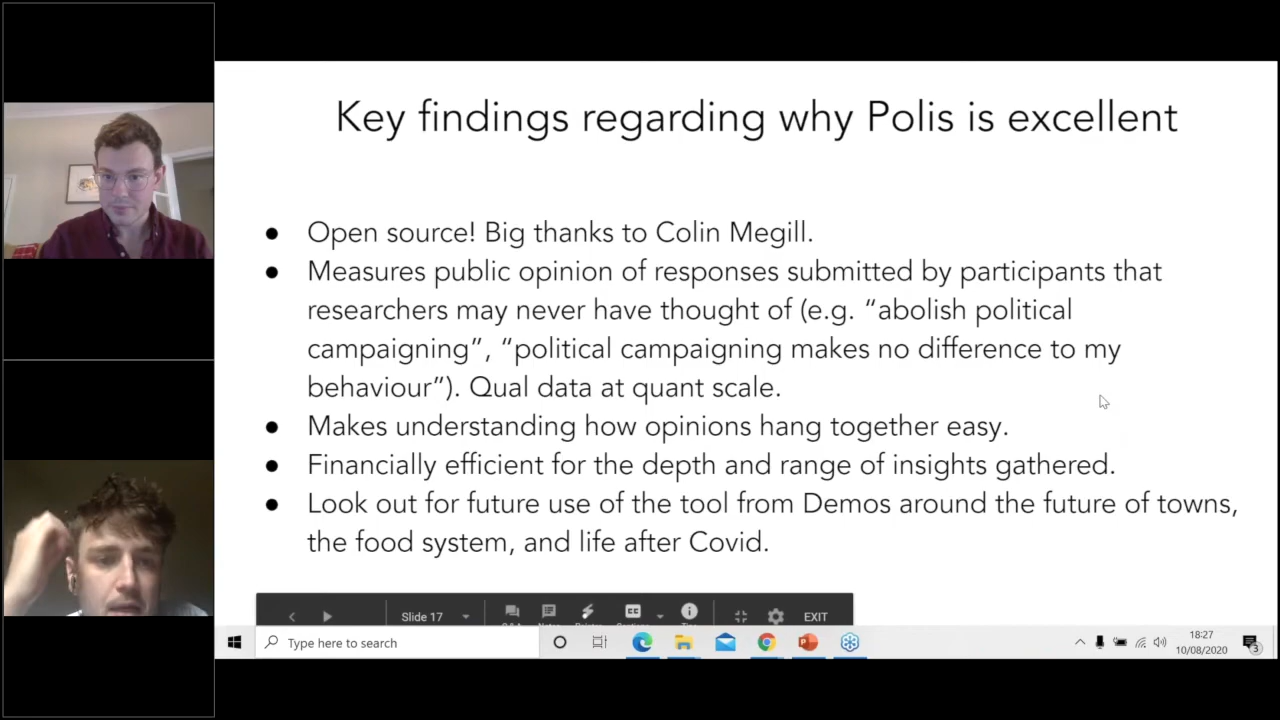 Key findings regarding why Polis is excellent
● Open source! Big thanks to Colin Megill.
● Measures public opinion of responses submitted by participants that
researchers may never have thought of (e.g. “abolish political
campaigning”, “political campaigning makes no difference to my
behaviour”). Qual data at quant scale.
● Makes understanding how opinions hang together easy.
● Financially efficient for the depth and range of insights gathered.
● Look out for future use of the tool from Demos around the future of towns,
the food system, and life after Covid.
Slide 17
CC
EXIT
Type here to search
18:27
10/08/2020
3